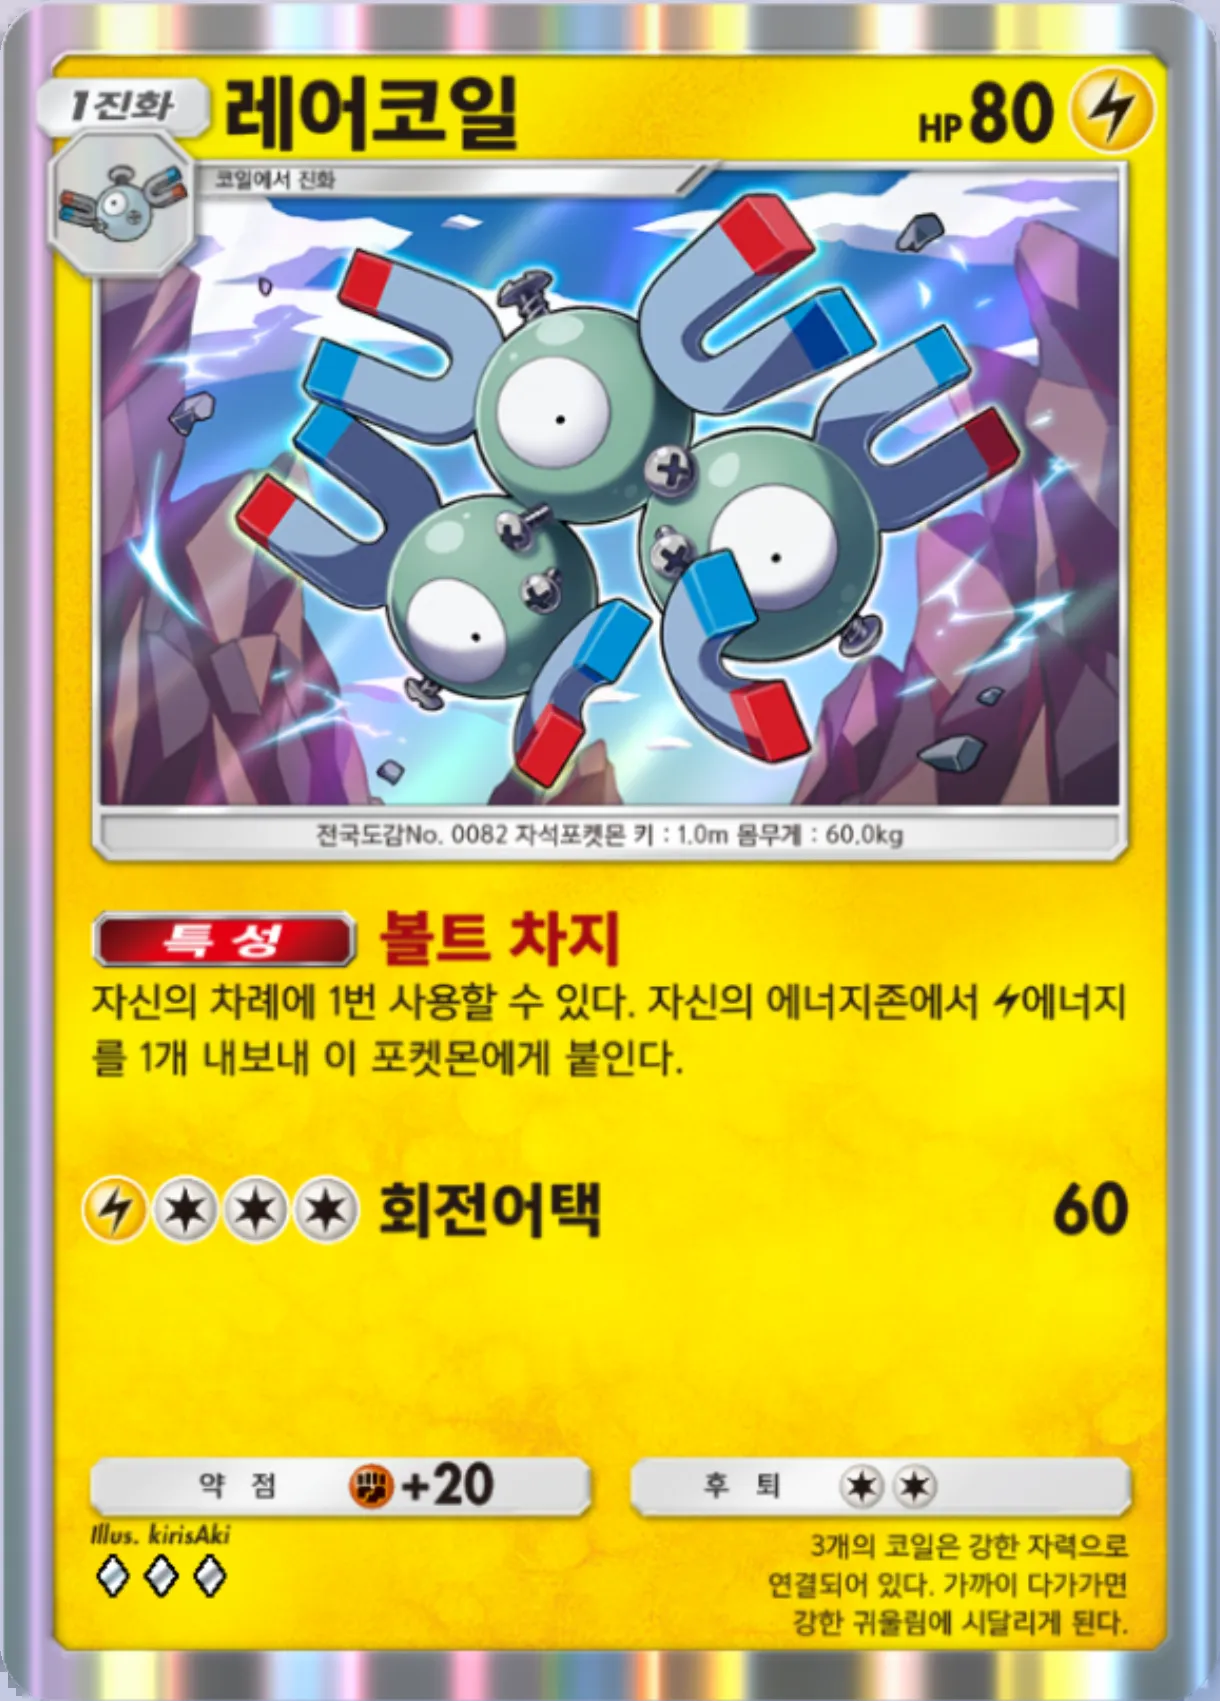 1진화
레어코일
HP 80
코일에서 진화
전국도감No. 0082 자석포켓몬 키 : 1.0m 몸무게 : 60.0kg
특성 볼트 차지
자신의 차례에 1번 사용할 수 있다. 자신의 에너지존에서 에너지
를 1개 내보내 이 포켓몬에게 붙인다.
회전어택 60
약점 +20
후퇴
Illus. kirisAki
3개의 코일은 강한 자력으로
연결되어 있다. 가까이 다가가면
강한 귀울림에 시달리게 된다.